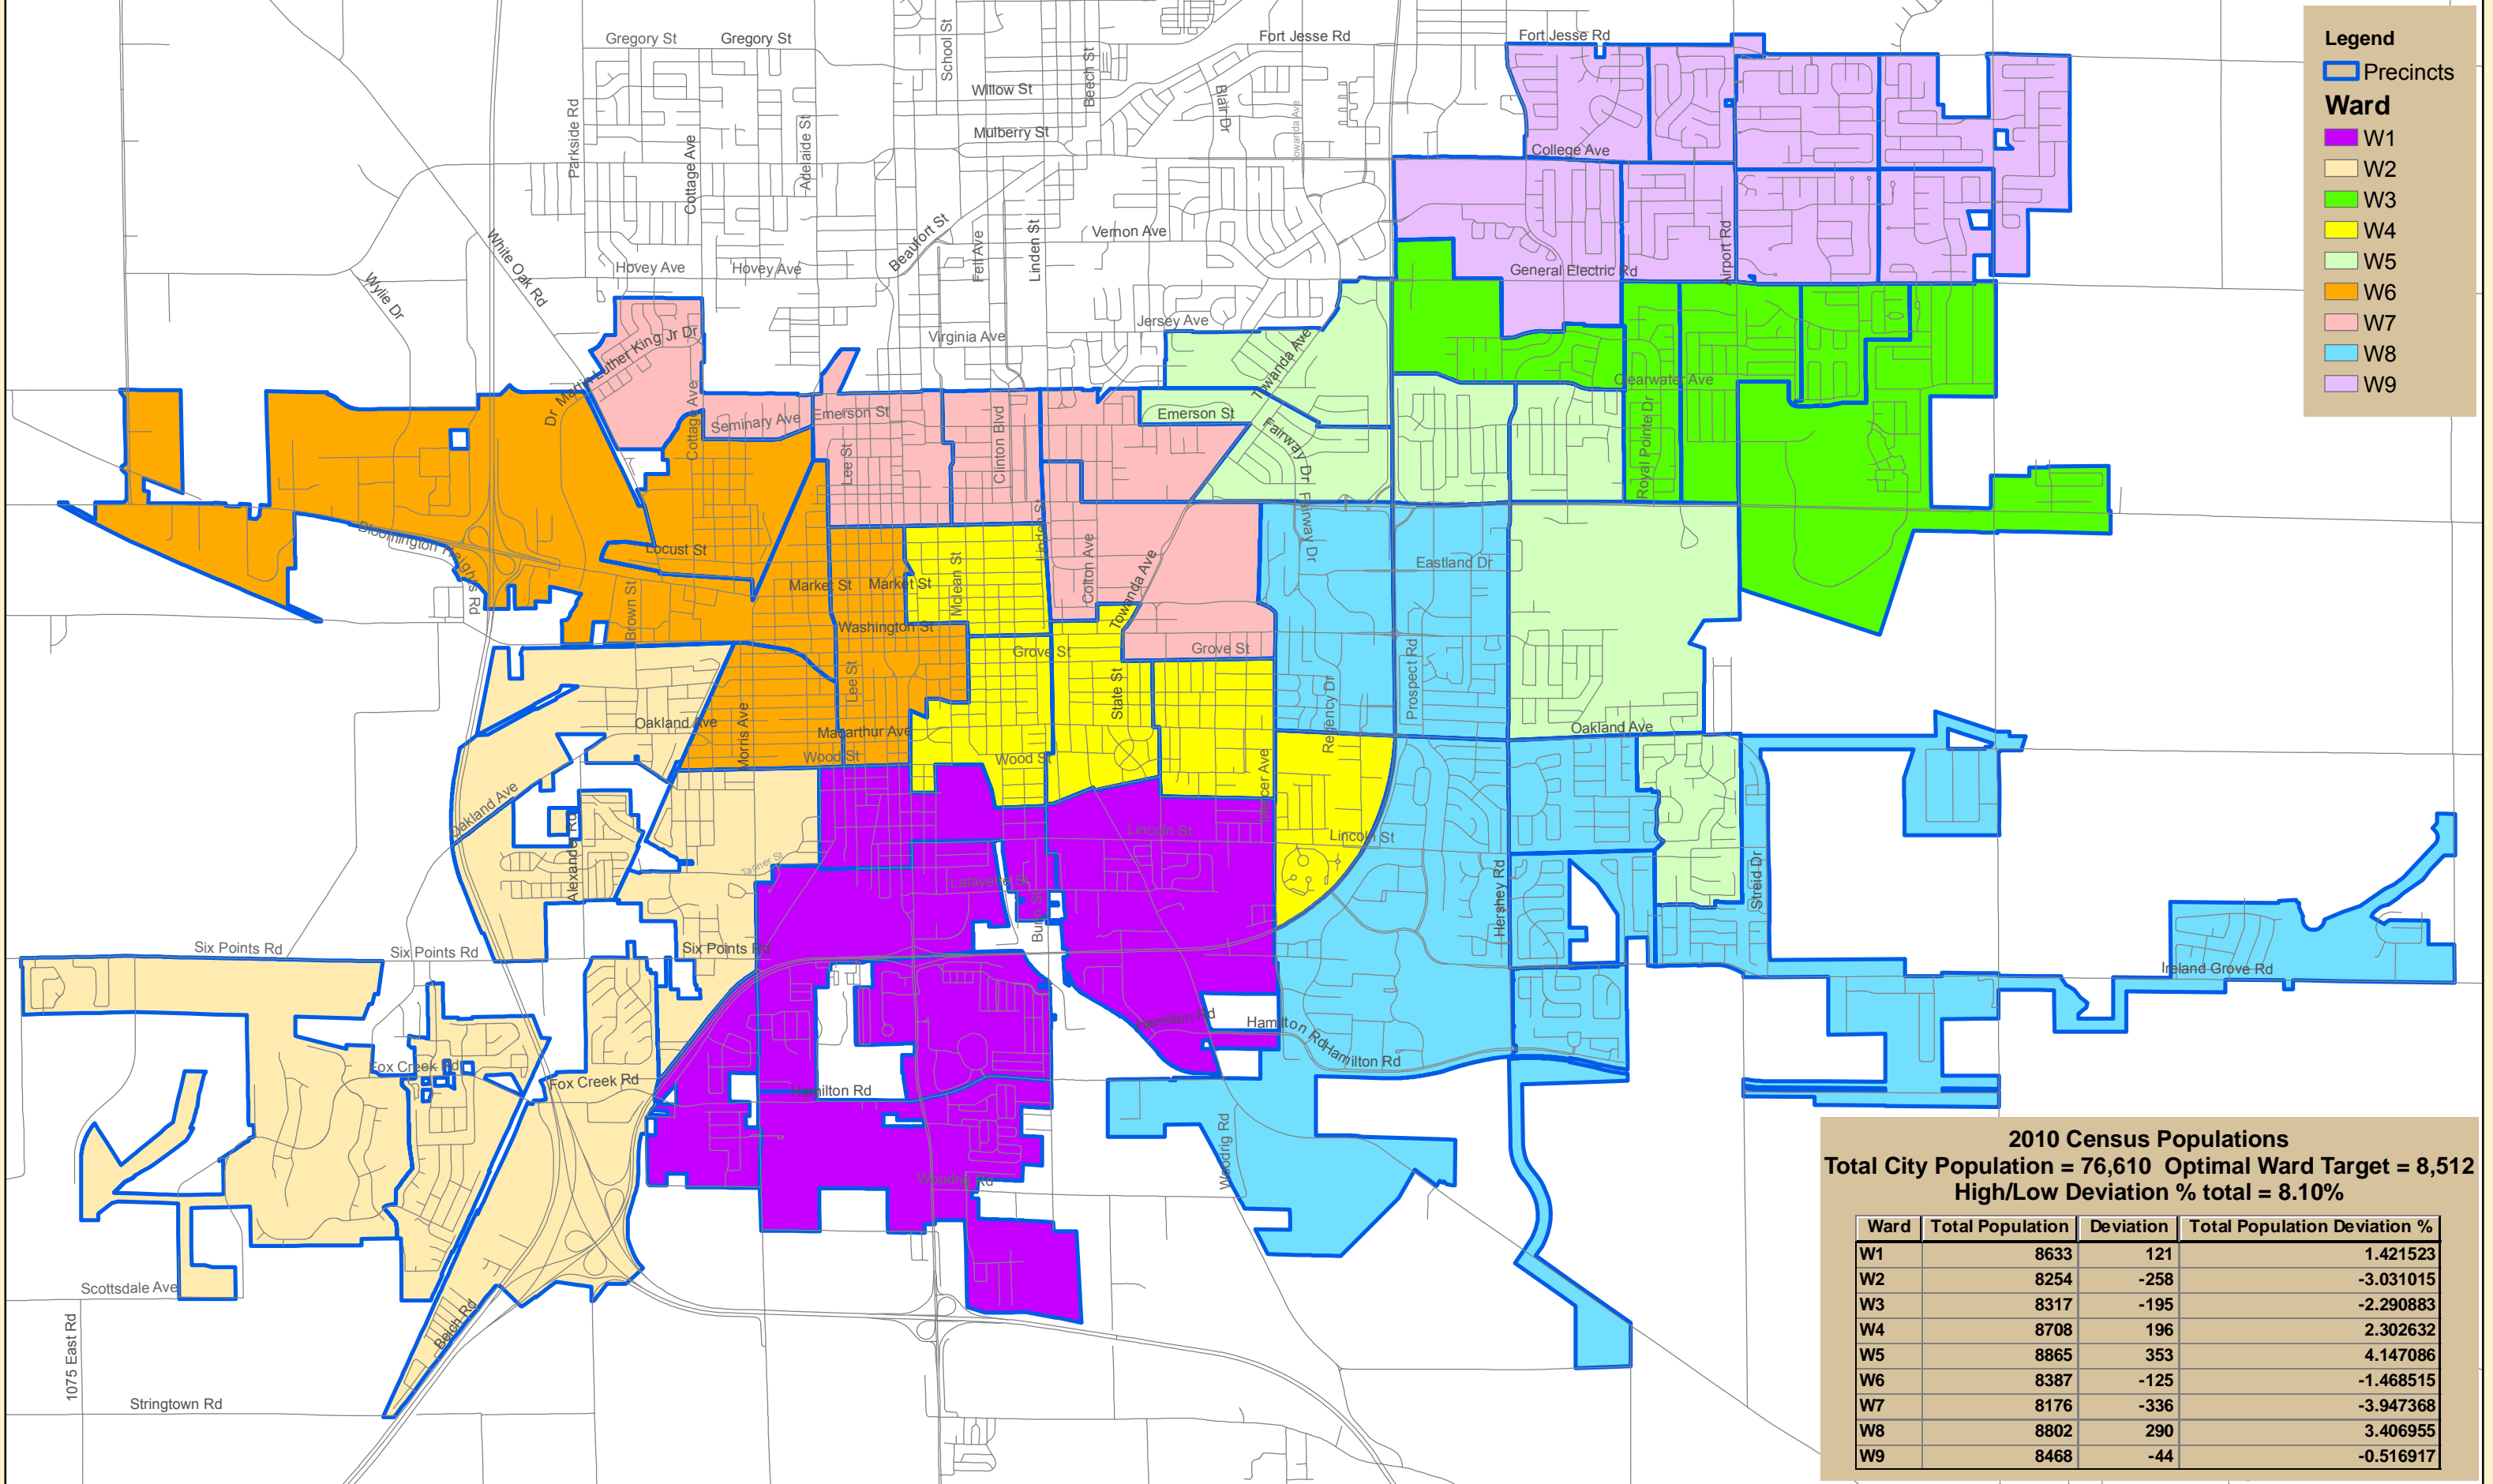 Gregory St
Gregory St
School St
Beech St
Fort Jesse Rd
Fort Jesse Rd
Willow St
Blair Dr
Towanda Ave
Mulberry St
Parkside Rd
Cottage Ave
Adelaide St
College Ave
White Oak Rd
Beaufort St
Fell Ave
Linden St
Vernon Ave
Airport Rd
Wylie Dr
Hovey Ave
Hovey Ave
General Electric Rd
Dr Martin Luther King Jr Dr
Virginia Ave
Jersey Ave
Towanda Ave
Clearwater Ave
Cottage Ave
Seminary Ave
Emerson St
Emerson St
Clinton Blvd
Lee St
Fairway Dr
Royal Pointe Dr
Bloomington Heights Rd
Locust St
Linden St
Colton Ave
Fairway Dr
Eastland Dr
Market St
Market St
Mclean St
Towanda Ave
Brown St
Washington St
Grove St
Grove St
Lee St
State St
Regency Dr
Prospect Rd
Oakland Ave
Morris Ave
Macarthur Ave
Oakland Ave
Wood St
Wood St
Mercer Ave
Oakland Ave
Alexander Rd
Lincoln St
Lincoln St
Tanner St
Lafayette St
Hershey Rd
Streid Dr
Six Points Rd
Six Points Rd
Six Points Rd
Ireland Grove Rd
Hamilton Rd
Hamilton Rd
Hamilton Rd
Fox Creek Rd
Fox Creek Rd
Hamilton Rd
Woodrig Rd
Woodrig Rd
Scottsdale Ave
1075 East Rd
Beich Rd
Stringtown Rd
Legend
Precincts
Ward
W1
W2
W3
W4
W5
W6
W7
W8
W9
2010 Census Populations
Total City Population = 76,610 Optimal Ward Target = 8,512
High/Low Deviation % total = 8.10%
Ward Total Population Deviation Total Population Deviation %
W1 8633 121 1.421523
W2 8254 -258 -3.031015
W3 8317 -195 -2.290883
W4 8708 196 2.302632
W5 8865 353 4.147086
W6 8387 -125 -1.468515
W7 8176 -336 -3.947368
W8 8802 290 3.406955
W9 8468 -44 -0.516917